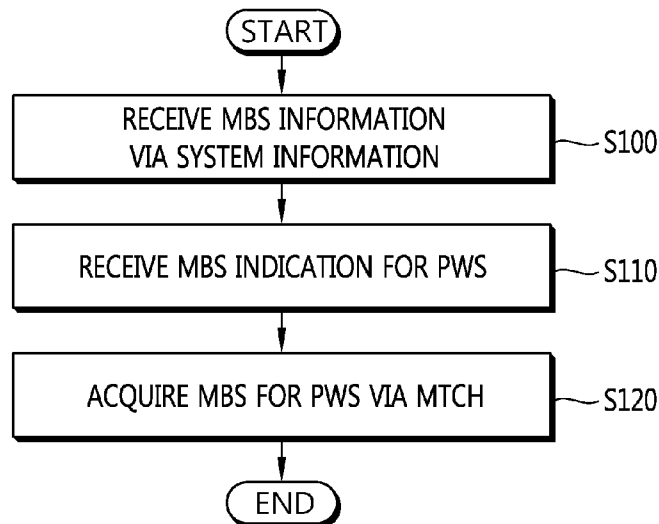 START
RECEIVE MBS INFORMATION
VIA SYSTEM INFORMATION
S100
RECEIVE MBS INDICATION FOR PWS
S110
ACQUIRE MBS FOR PWS VIA MTCH
S120
END